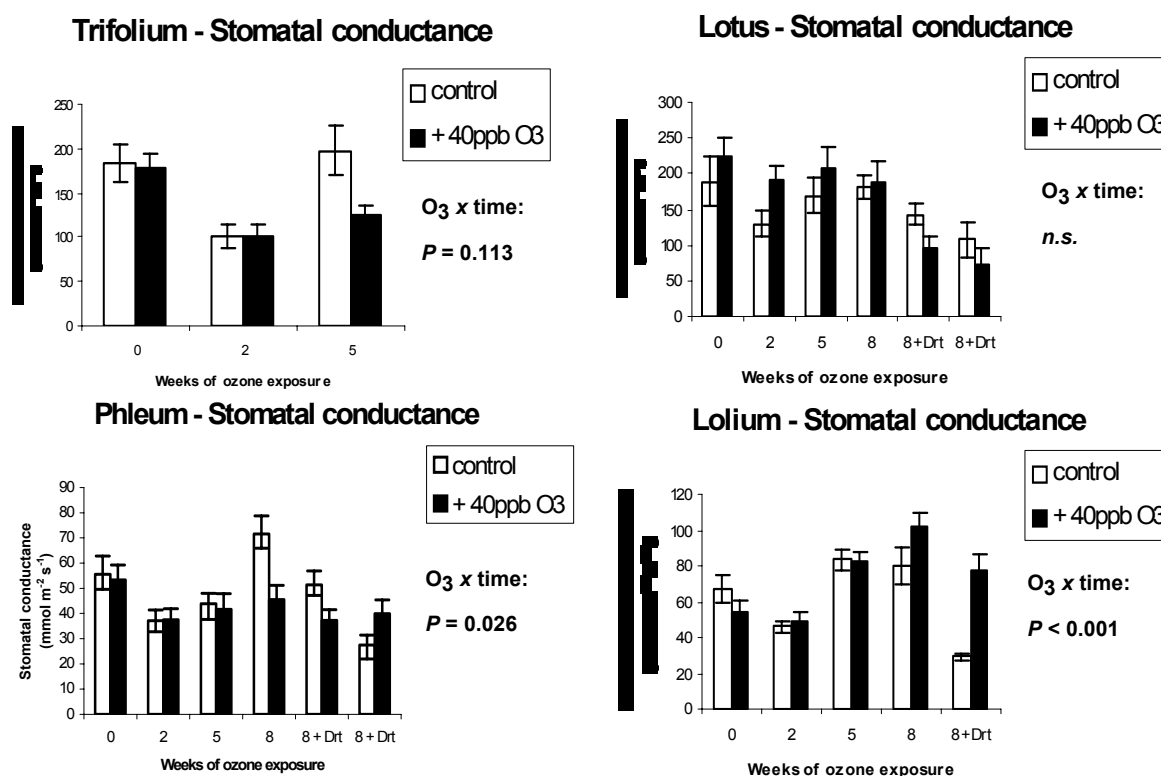 Trifolium - Stomatal conductance
control
+ 40ppb O3
250
200
150
100
50
0
0 2 5
Weeks of ozone exposure
O₃ x time:
P = 0.113
Lotus - Stomatal conductance
control
+ 40ppb O3
300
250
200
150
100
50
0
0 2 5 8 8+Drt 8+Drt
Weeks of ozone exposure
O₃ x time:
n.s.
Phleum - Stomatal conductance
control
+ 40ppb O3
Stomatal conductance
(mmol m⁻² s⁻¹)
90
80
70
60
50
40
30
20
10
0
0 2 5 8 8 + Drt 8 + Drt
Weeks of ozone exposure
O₃ x time:
P = 0.026
Lolium - Stomatal conductance
control
+ 40ppb O3
120
100
80
60
40
20
0
0 2 5 8 8+Drt
Weeks of ozone exposure
O₃ x time:
P < 0.001